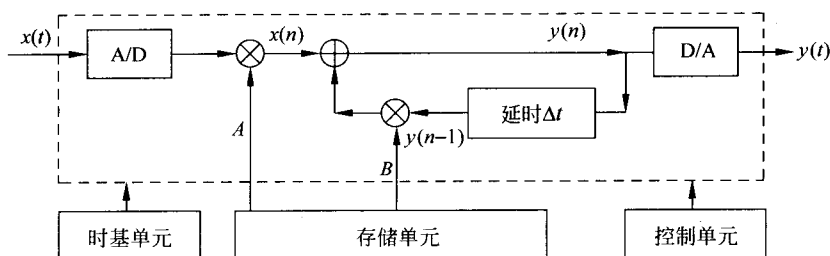 x(t)
A/D
x(n)
y(n)
D/A
y(t)
A
延时Δt
y(n−1)
B
时基单元
存储单元
控制单元